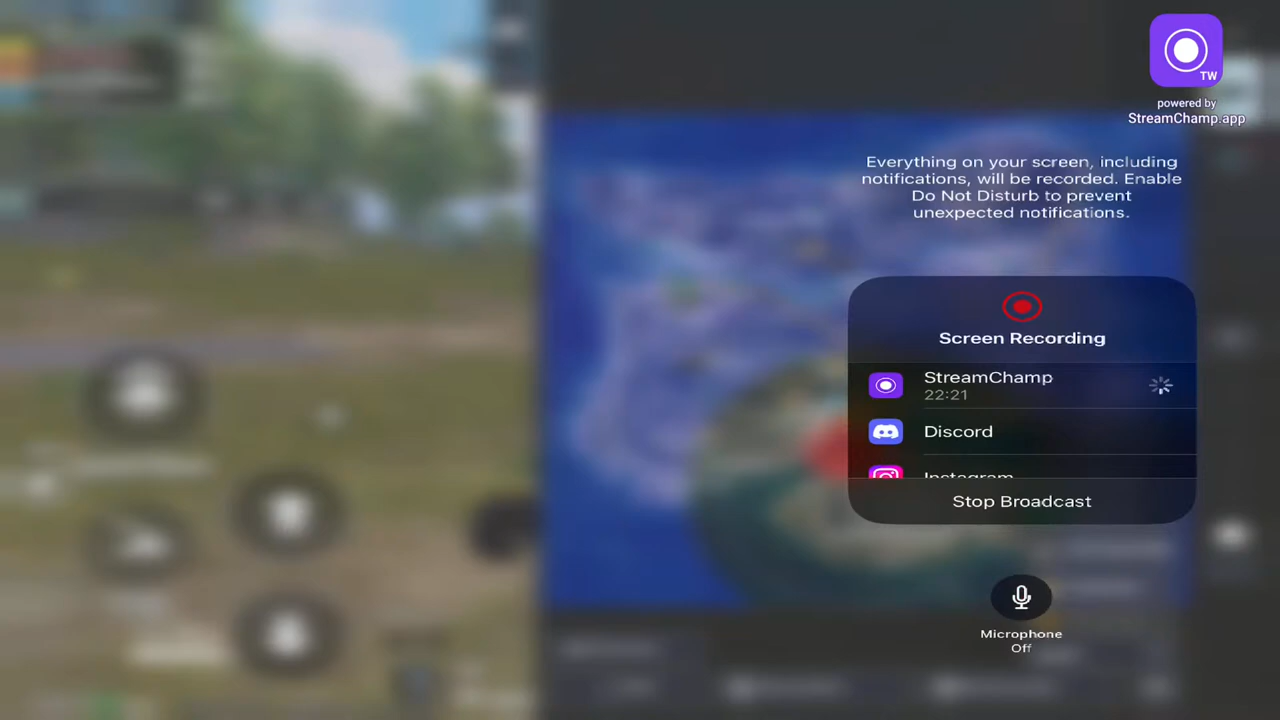 TW
powered by
StreamChamp.app
Everything on your screen, including
notifications, will be recorded. Enable
Do Not Disturb to prevent
unexpected notifications.
Screen Recording
StreamChamp
22:21
Discord
Instagram
Stop Broadcast
Microphone
Off